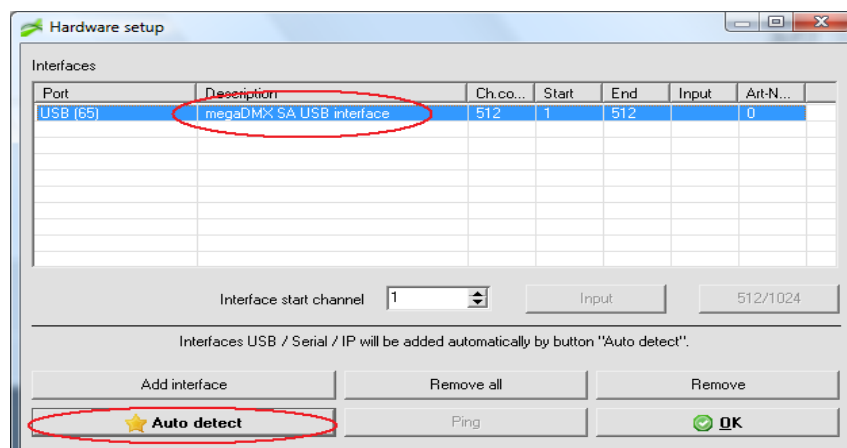 Hardware setup
Interfaces
Port Description Ch.co... Start End Input Art-N...
USB (65) megaDMX SA USB interface 512 1 512 0
Interface start channel 1 Input 512/1024
Interfaces USB / Serial / IP will be added automatically by button "Auto detect".
Add interface Remove all Remove
Auto detect Ping OK